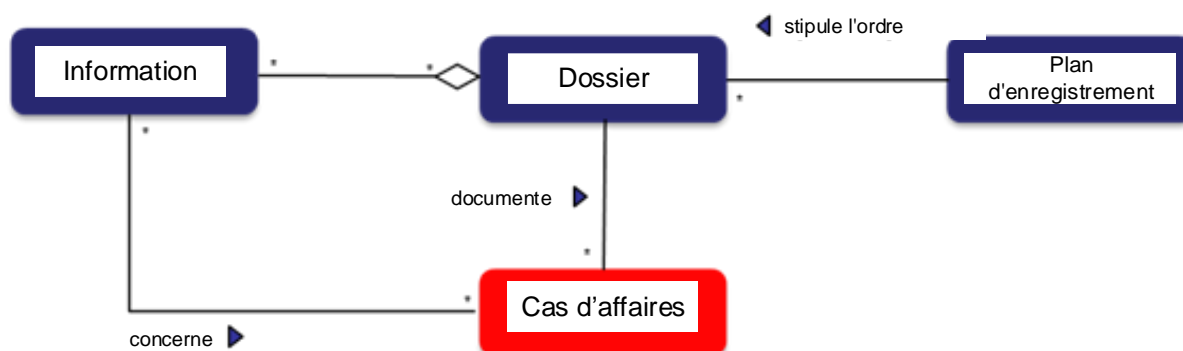 stipule l'ordre
Information
Dossier
Plan
d'enregistrement
*
*
*
*
documente
*
*
Cas d'affaires
concerne